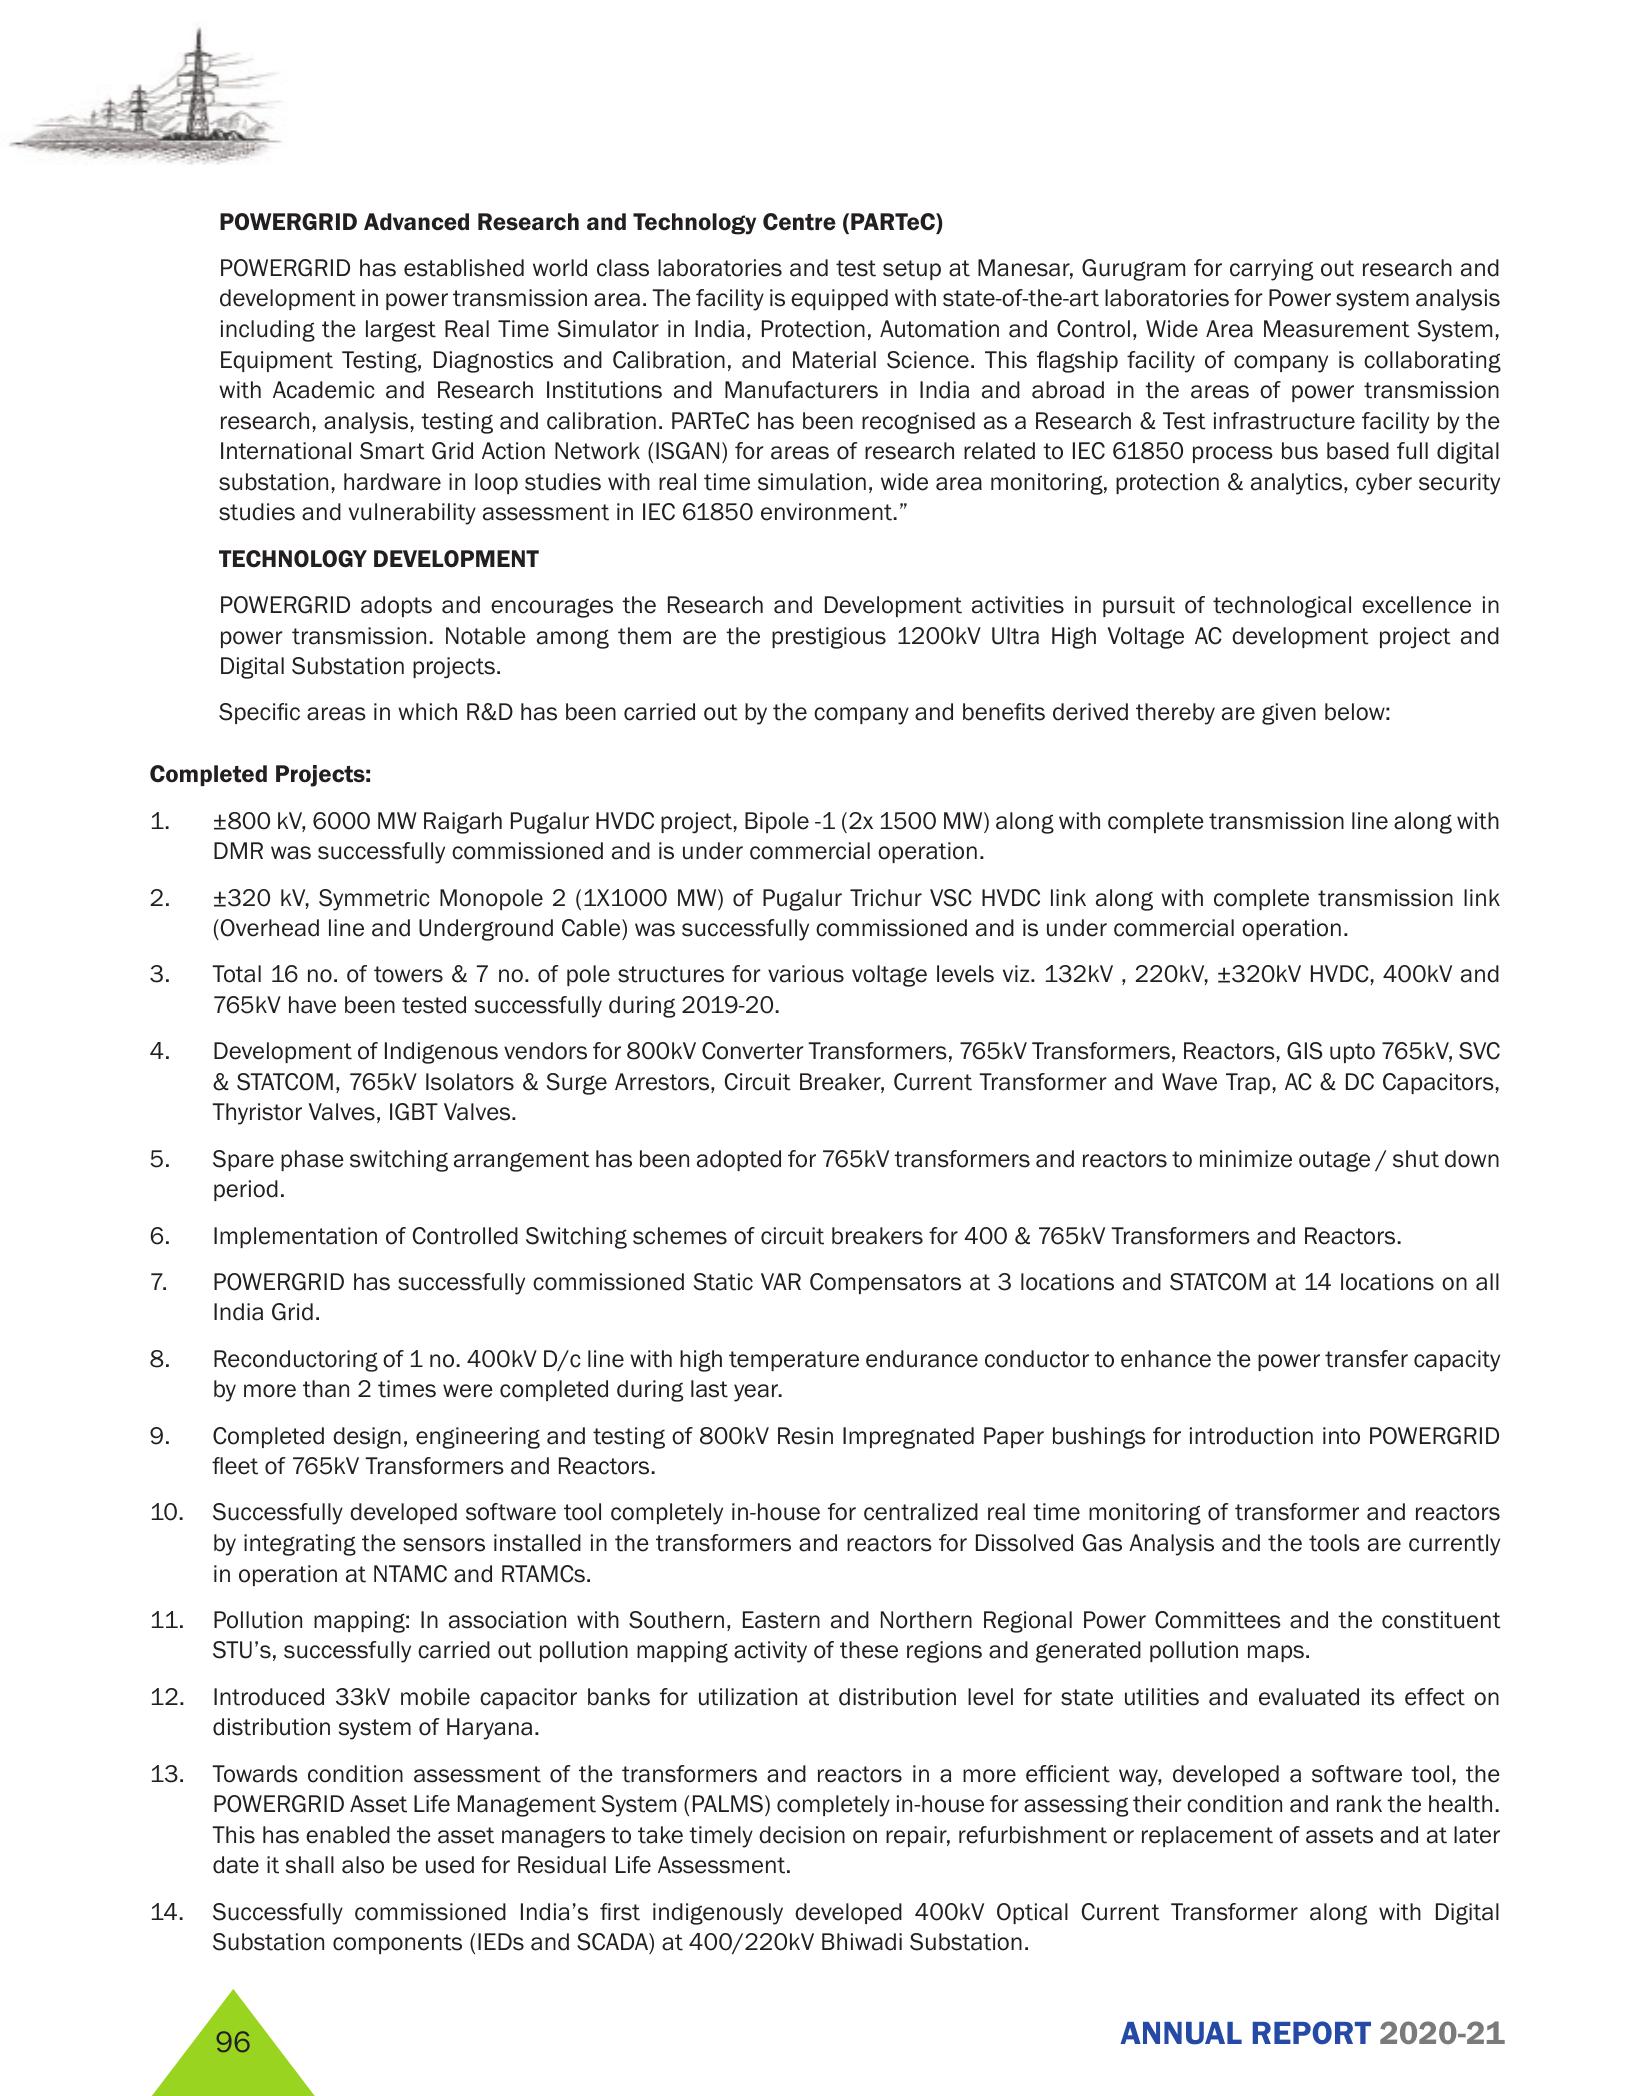 POWERGRID Advanced Research and Technology Centre (PARTeC)
POWERGRID has established world class laboratories and test setup at Manesar, Gurugram for carrying out research and
development in power transmission area. The facility is equipped with state-of-the-art laboratories for Power system analysis
including the largest Real Time Simulator in India, Protection, Automation and Control, Wide Area Measurement System,
Equipment Testing, Diagnostics and Calibration, and Material Science. This flagship facility of company is collaborating
with Academic and Research Institutions and Manufacturers in India and abroad in the areas of power transmission
research, analysis, testing and calibration. PARTeC has been recognised as a Research & Test infrastructure facility by the
International Smart Grid Action Network (ISGAN) for areas of research related to IEC 61850 process bus based full digital
substation, hardware in loop studies with real time simulation, wide area monitoring, protection & analytics, cyber security
studies and vulnerability assessment in IEC 61850 environment.”
TECHNOLOGY DEVELOPMENT
POWERGRID adopts and encourages the Research and Development activities in pursuit of technological excellence in
power transmission. Notable among them are the prestigious 1200kV Ultra High Voltage AC development project and
Digital Substation projects.
Specific areas in which R&D has been carried out by the company and benefits derived thereby are given below:
Completed Projects:
1. ±800 kV, 6000 MW Raigarh Pugalur HVDC project, Bipole -1 (2x 1500 MW) along with complete transmission line along with
DMR was successfully commissioned and is under commercial operation.
2. ±320 kV, Symmetric Monopole 2 (1X1000 MW) of Pugalur Trichur VSC HVDC link along with complete transmission link
(Overhead line and Underground Cable) was successfully commissioned and is under commercial operation.
3. Total 16 no. of towers & 7 no. of pole structures for various voltage levels viz. 132kV , 220kV, ±320kV HVDC, 400kV and
765kV have been tested successfully during 2019-20.
4. Development of Indigenous vendors for 800kV Converter Transformers, 765kV Transformers, Reactors, GIS upto 765kV, SVC
& STATCOM, 765kV Isolators & Surge Arrestors, Circuit Breaker, Current Transformer and Wave Trap, AC & DC Capacitors,
Thyristor Valves, IGBT Valves.
5. Spare phase switching arrangement has been adopted for 765kV transformers and reactors to minimize outage / shut down
period.
6. Implementation of Controlled Switching schemes of circuit breakers for 400 & 765kV Transformers and Reactors.
7. POWERGRID has successfully commissioned Static VAR Compensators at 3 locations and STATCOM at 14 locations on all
India Grid.
8. Reconductoring of 1 no. 400kV D/c line with high temperature endurance conductor to enhance the power transfer capacity
by more than 2 times were completed during last year.
9. Completed design, engineering and testing of 800kV Resin Impregnated Paper bushings for introduction into POWERGRID
fleet of 765kV Transformers and Reactors.
10. Successfully developed software tool completely in-house for centralized real time monitoring of transformer and reactors
by integrating the sensors installed in the transformers and reactors for Dissolved Gas Analysis and the tools are currently
in operation at NTAMC and RTAMCs.
11. Pollution mapping: In association with Southern, Eastern and Northern Regional Power Committees and the constituent
STU’s, successfully carried out pollution mapping activity of these regions and generated pollution maps.
12. Introduced 33kV mobile capacitor banks for utilization at distribution level for state utilities and evaluated its effect on
distribution system of Haryana.
13. Towards condition assessment of the transformers and reactors in a more efficient way, developed a software tool, the
POWERGRID Asset Life Management System (PALMS) completely in-house for assessing their condition and rank the health.
This has enabled the asset managers to take timely decision on repair, refurbishment or replacement of assets and at later
date it shall also be used for Residual Life Assessment.
14. Successfully commissioned India’s first indigenously developed 400kV Optical Current Transformer along with Digital
Substation components (IEDs and SCADA) at 400/220kV Bhiwadi Substation.
96
ANNUAL REPORT 2020-21